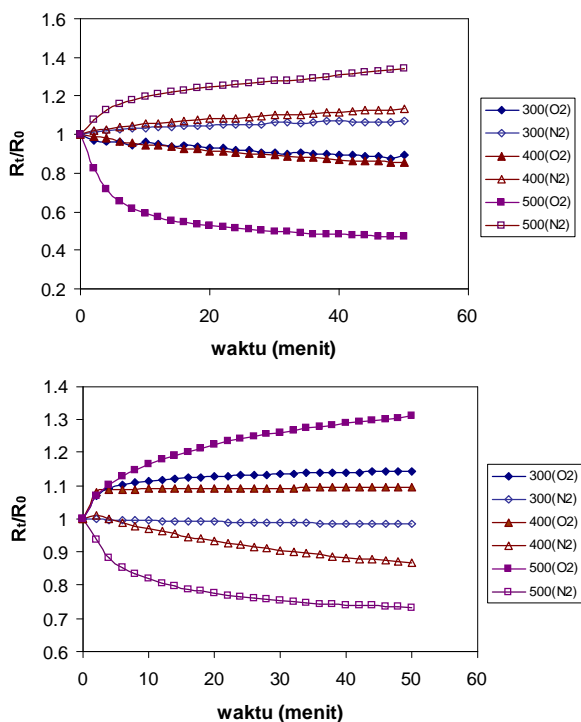 Rt/R0
1.6
1.4
1.2
1
0.8
0.6
0.4
0.2
0
20
40
60
waktu (menit)
300(O2)
300(N2)
400(O2)
400(N2)
500(O2)
500(N2)
Rt/R0
1.4
1.3
1.2
1.1
1
0.9
0.8
0.7
0.6
0
10
20
30
40
50
60
waktu (menit)
300(O2)
300(N2)
400(O2)
400(N2)
500(O2)
500(N2)